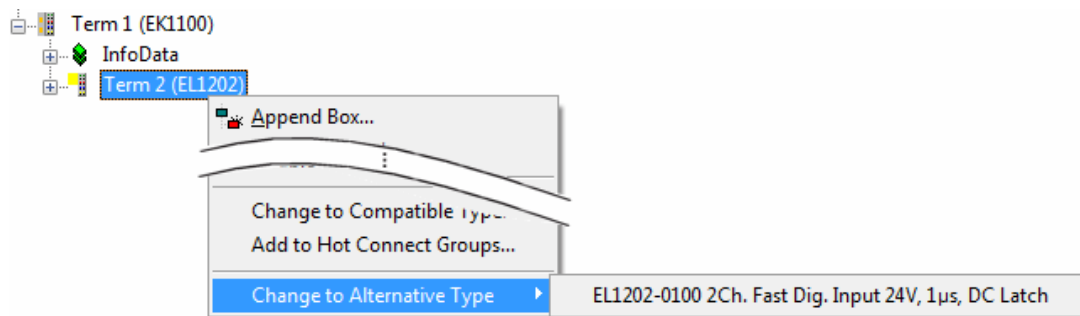 Term 1 (EK1100)
InfoData
Term 2 (EL1202)
Append Box...
Change to Compatible
Add to Hot Connect Groups...
Change to Alternative Type
EL1202-0100 2Ch. Fast Dig. Input 24V, 1µs, DC Latch